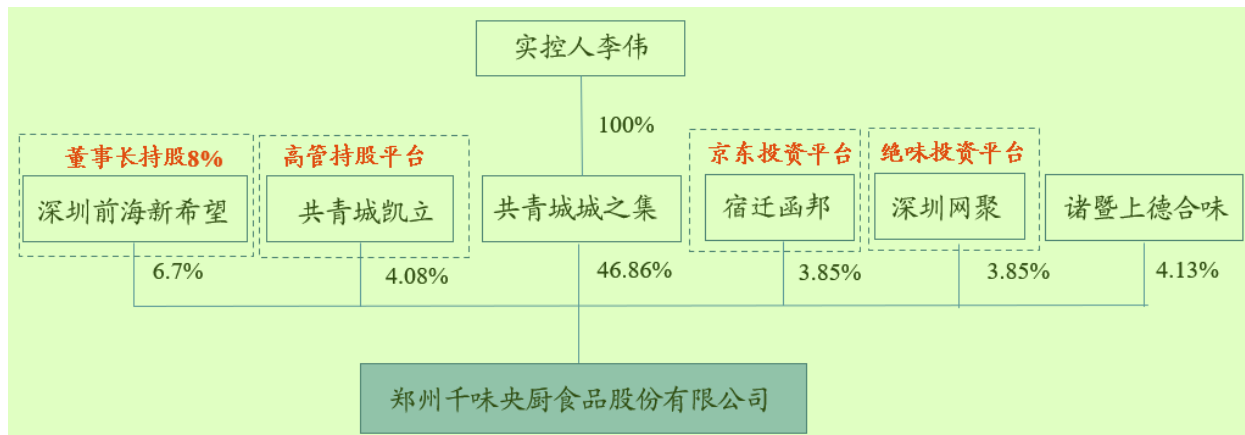 实控人李伟
100%
董事长持股8%
高管持股平台
京东投资平台
绝味投资平台
深圳前海新希望
共青城凯立
共青城城之集
宿迁函邦
深圳网聚
诸暨上德合味
6.7%
4.08%
46.86%
3.85%
3.85%
4.13%
郑州千味央厨食品股份有限公司